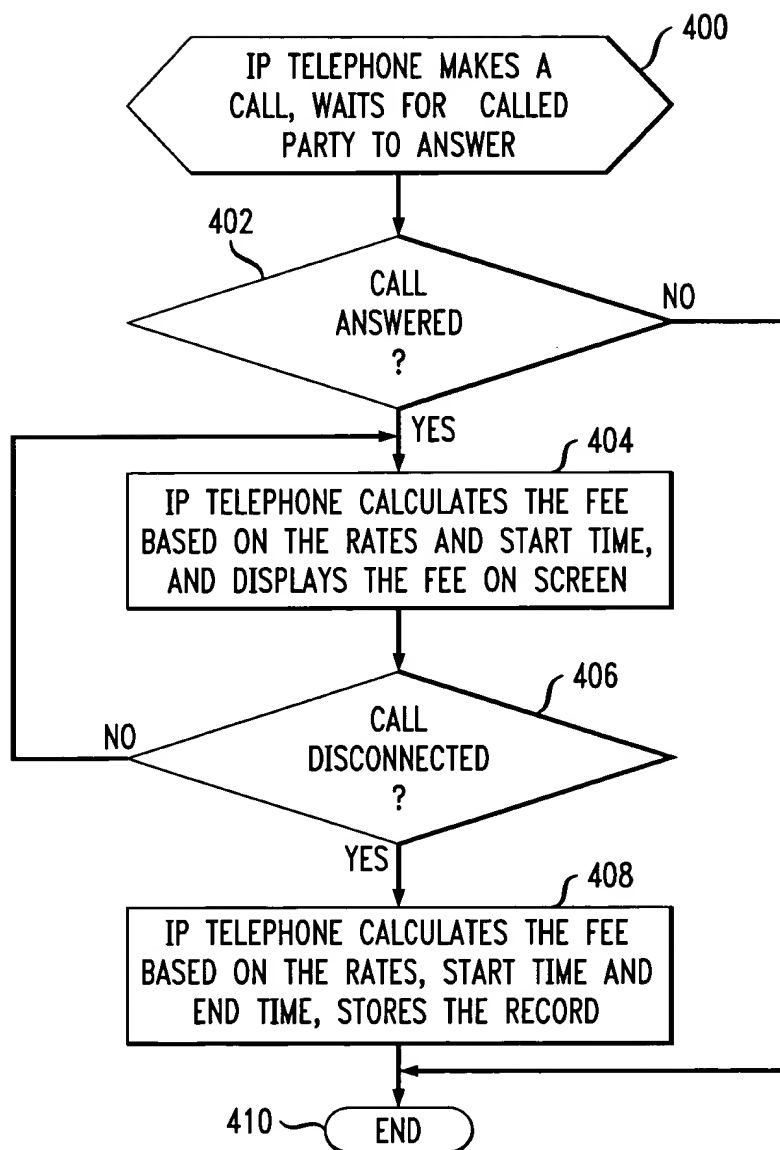 400
IP TELEPHONE MAKES A
CALL, WAITS FOR CALLED
PARTY TO ANSWER
402
CALL
ANSWERED
?
NO
YES
404
IP TELEPHONE CALCULATES THE FEE
BASED ON THE RATES AND START TIME,
AND DISPLAYS THE FEE ON SCREEN
406
CALL
DISCONNECTED
?
NO
YES
408
IP TELEPHONE CALCULATES THE FEE
BASED ON THE RATES, START TIME AND
END TIME, STORES THE RECORD
410
END